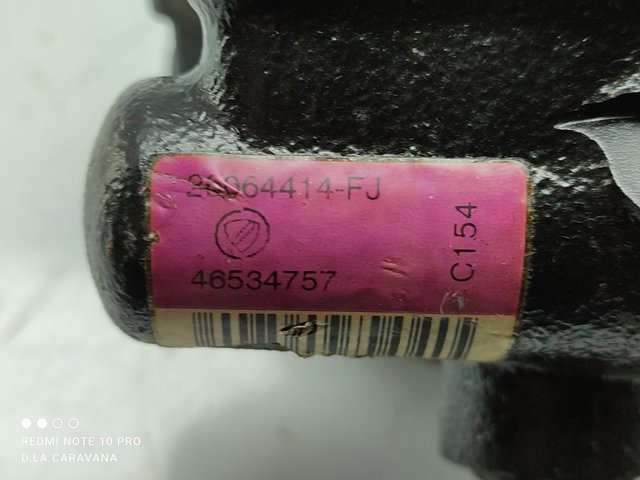 26064414-FJ
46534757
C154
REDMI NOTE 10 PRO
D.LA.CARAVANA